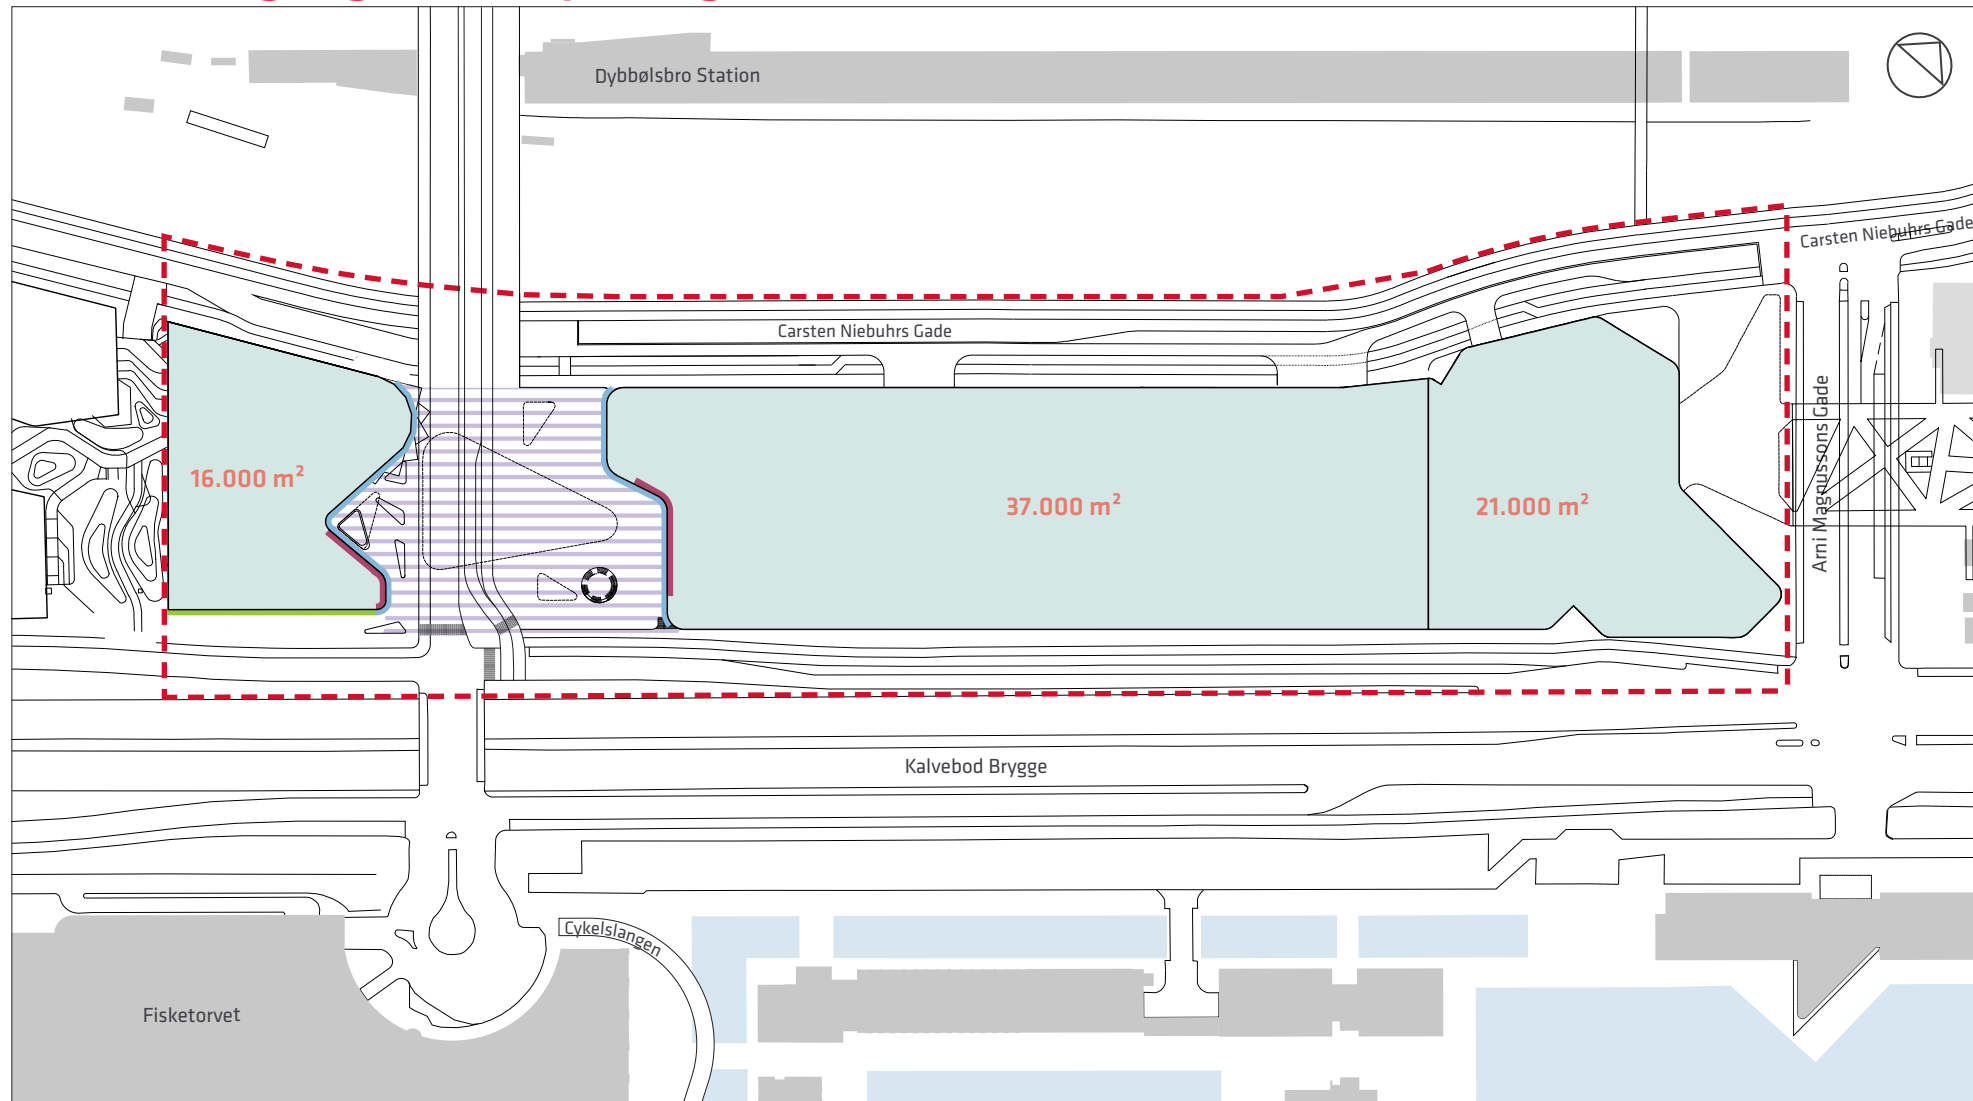 Dybbølsbro Station
Carsten Niebuhrs Gade
Carsten Niebuhrs Gade
16.000 m²
37.000 m²
21.000 m²
Arni Magnussons Gade
Kalvebod Brygge
Cykelslangen
Fisketorvet